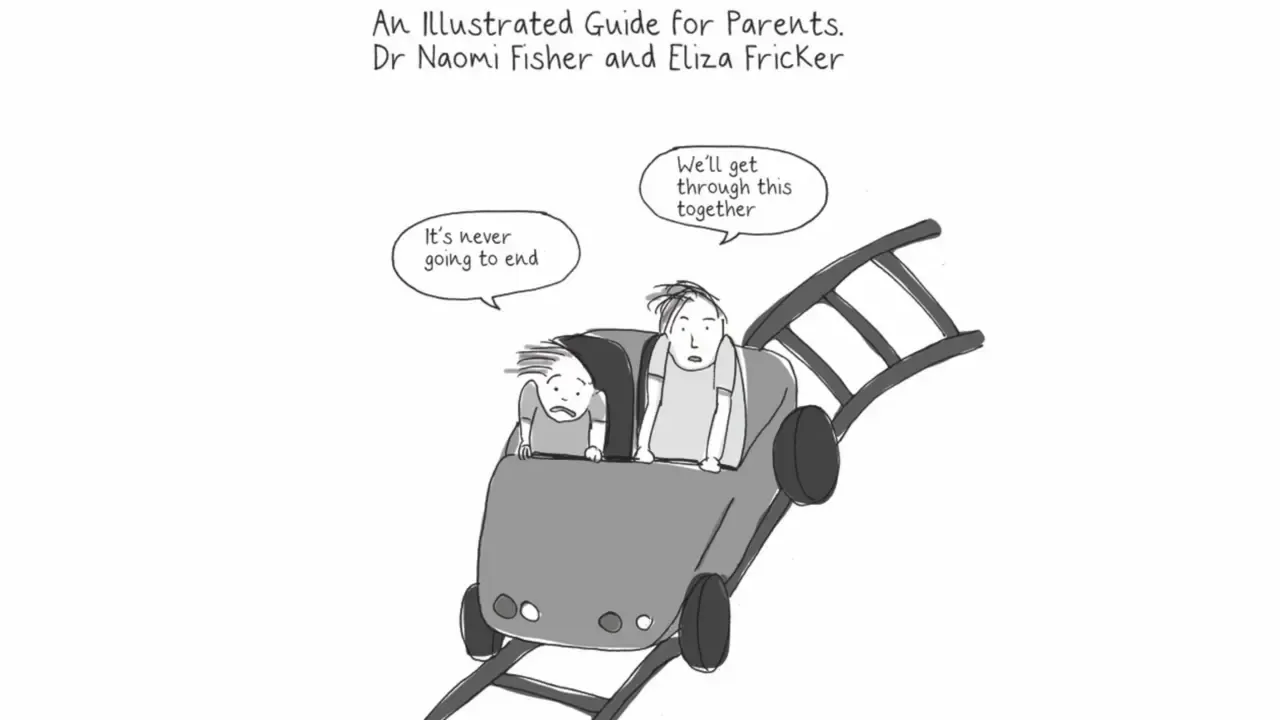 An Illustrated Guide for Parents.
Dr Naomi Fisher and Eliza Fricker
We'll get
through this
together
It's never
going to end